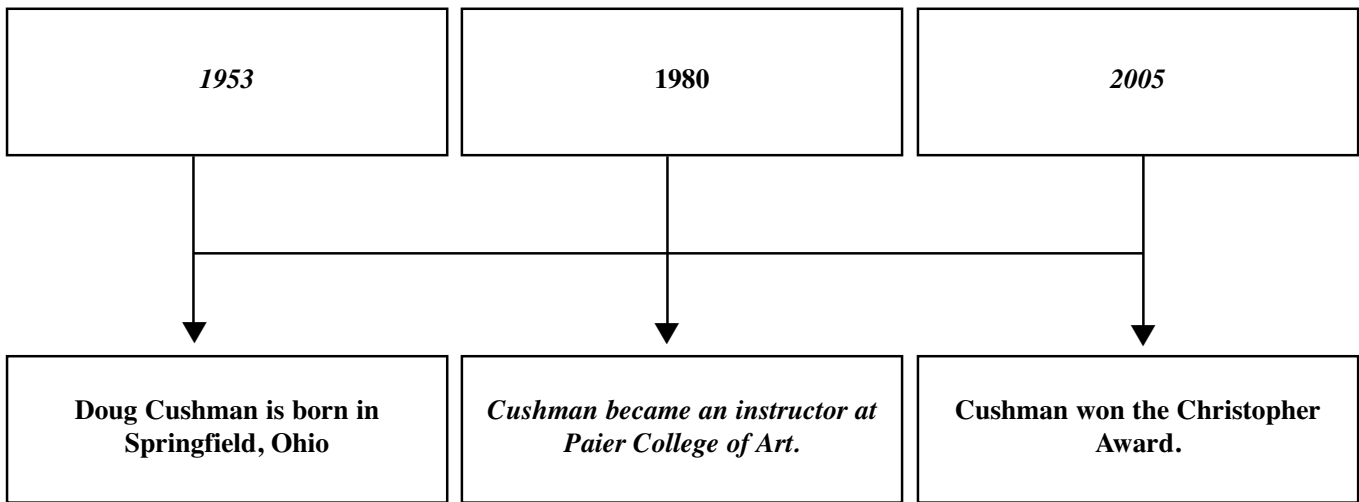 1953
1980
2005
Doug Cushman is born in
Springfield, Ohio
Cushman became an instructor at
Paier College of Art.
Cushman won the Christopher
Award.